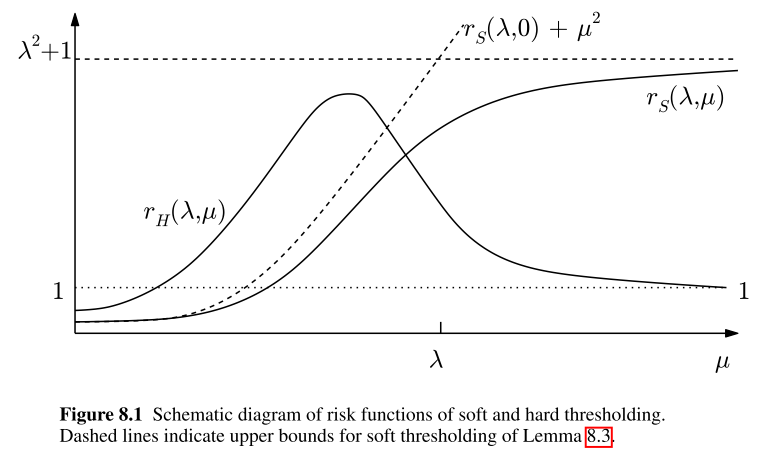 r_S(λ,0) + μ²
λ²+1
r_S(λ,μ)
r_H(λ,μ)
1
1
λ
μ
Figure 8.1 Schematic diagram of risk functions of soft and hard thresholding.
Dashed lines indicate upper bounds for soft thresholding of Lemma 8.3.